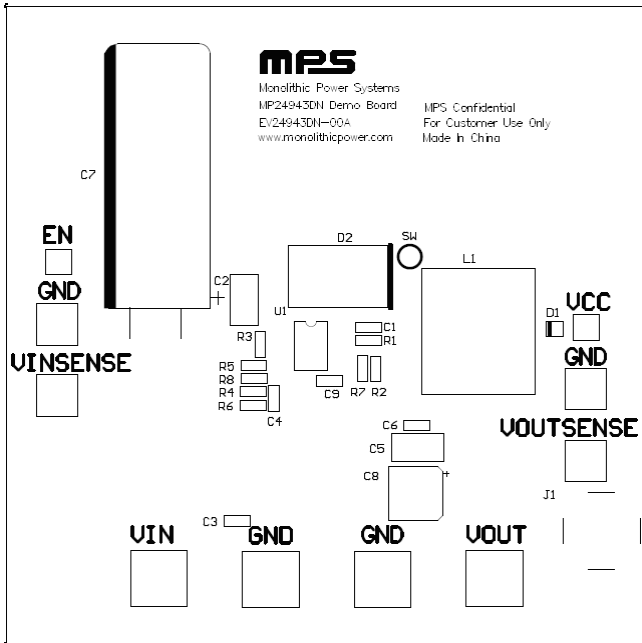 MPS
Monolithic Power Systems
MP24943DN Demo Board
EV24943DN-00A
www.monolithicpower.com
MPS Confidential
For Customer Use Only
Made In China
C7
EN
GND
VINSENSE
C2
+
D2
SW
L1
U1
D1
VCC
C1
R3
R1
GND
R5
R8
R4
R6
C4
C9
R7
R2
C6
VOUTSENSE
C5
C8
+
J1
C3
VIN
GND
GND
VOUT